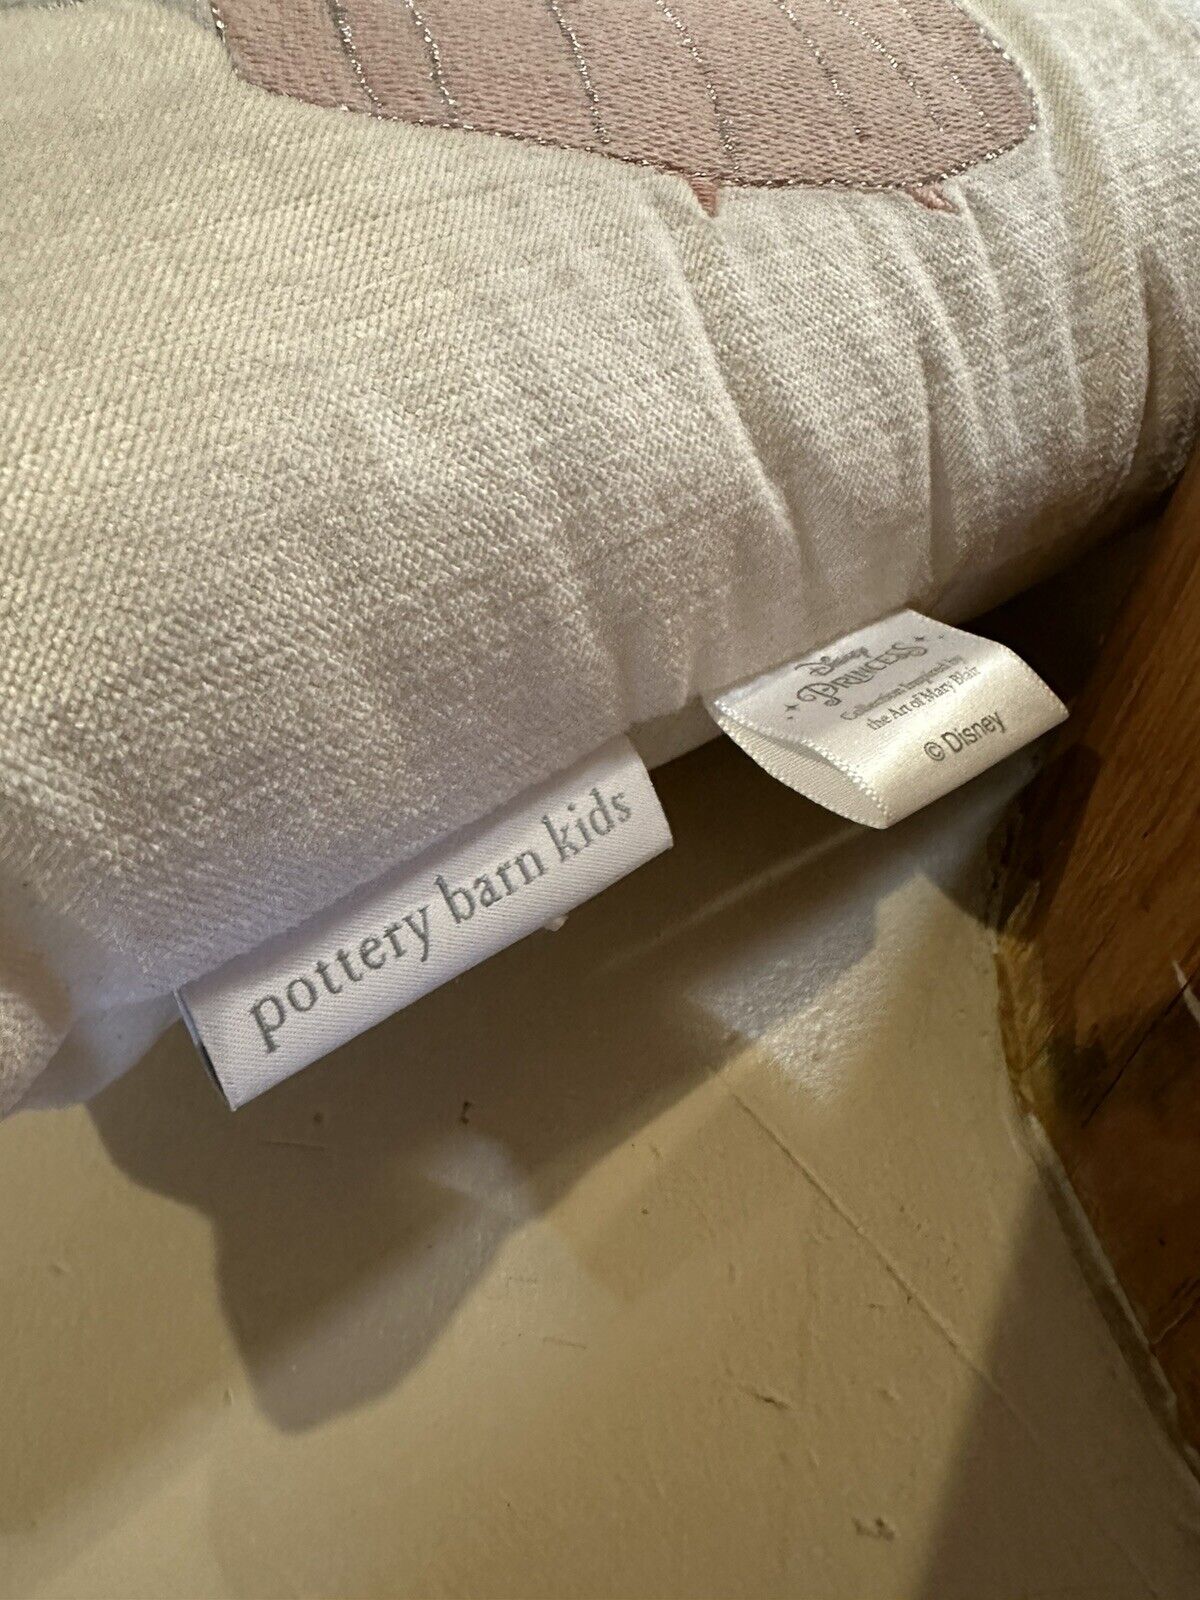 Disney
PRINCESS
Collection Inspired by
the Art of Mary Blair
© Disney
pottery barn kids